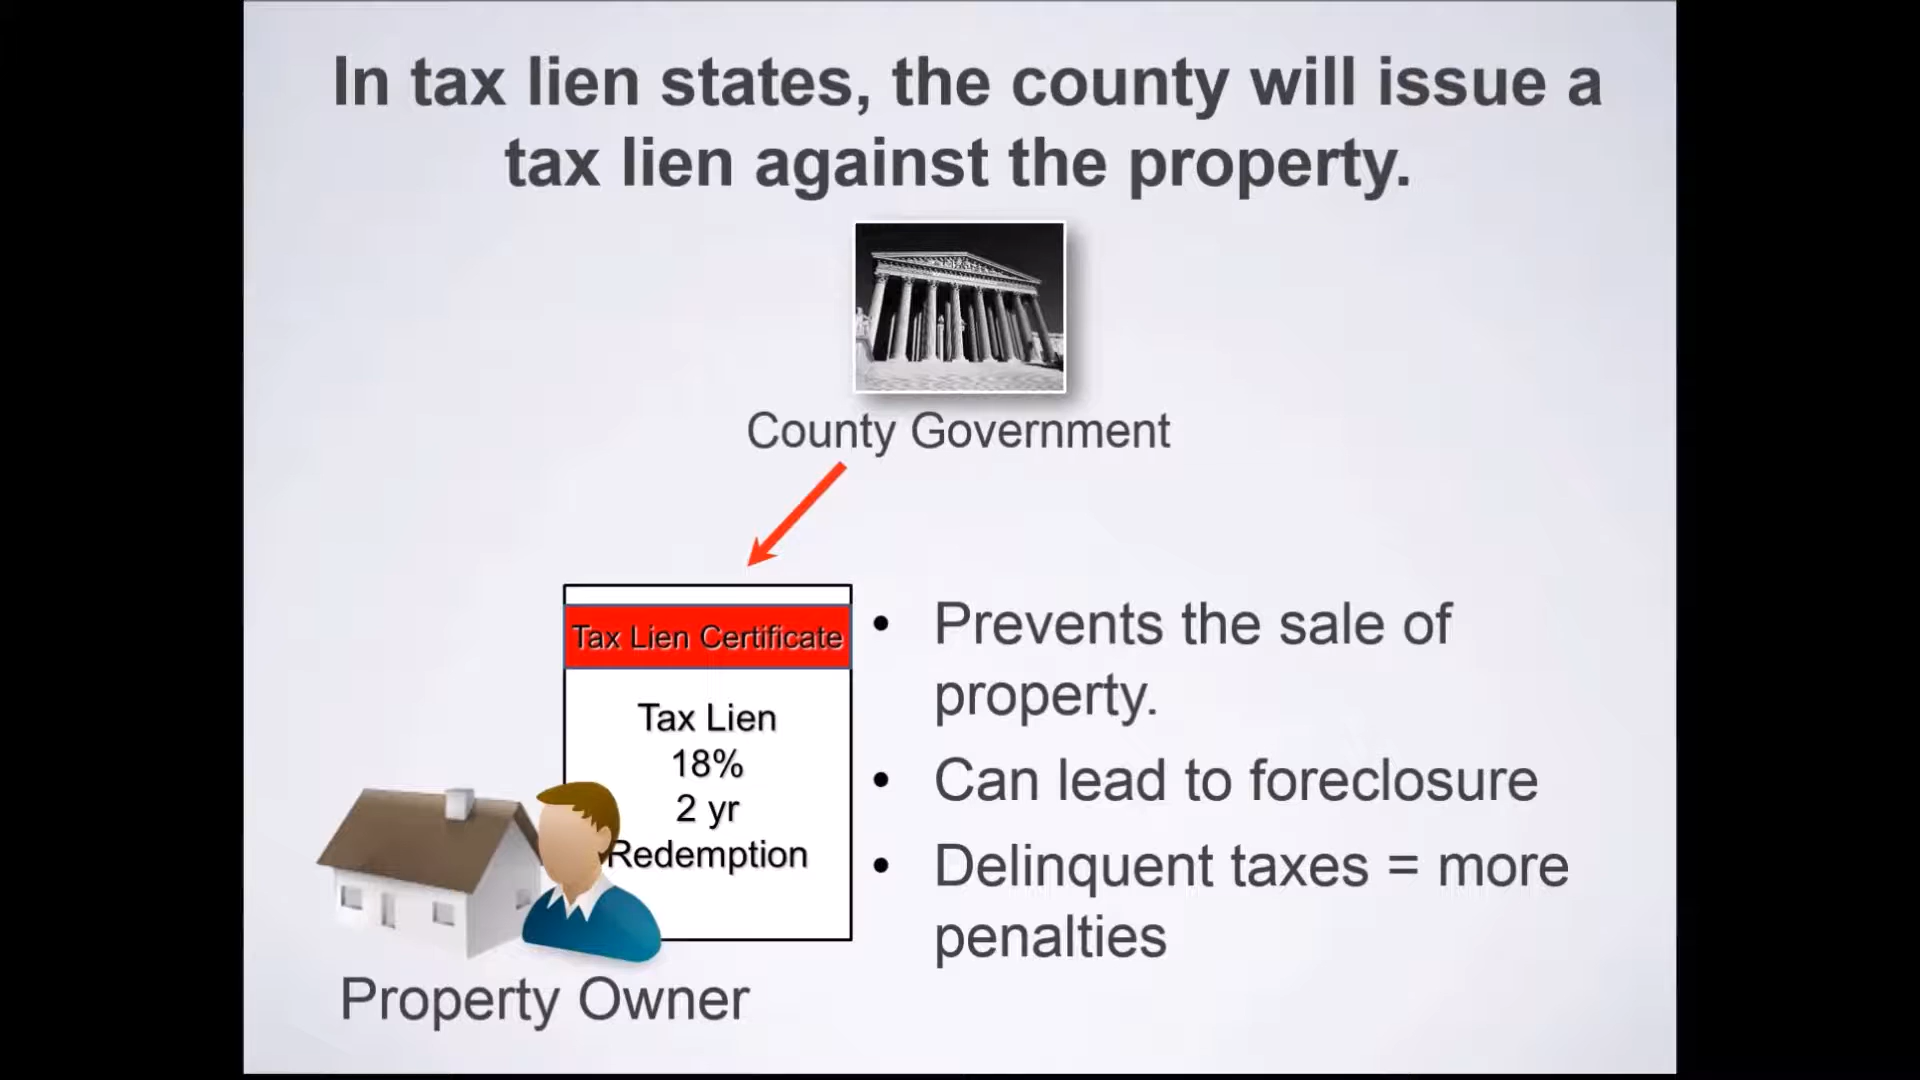 In tax lien states, the county will issue a
tax lien against the property.
County Government
Tax Lien Certificate
Tax Lien
18%
2 yr
Redemption
• Prevents the sale of
property.
• Can lead to foreclosure
• Delinquent taxes = more
penalties
Property Owner